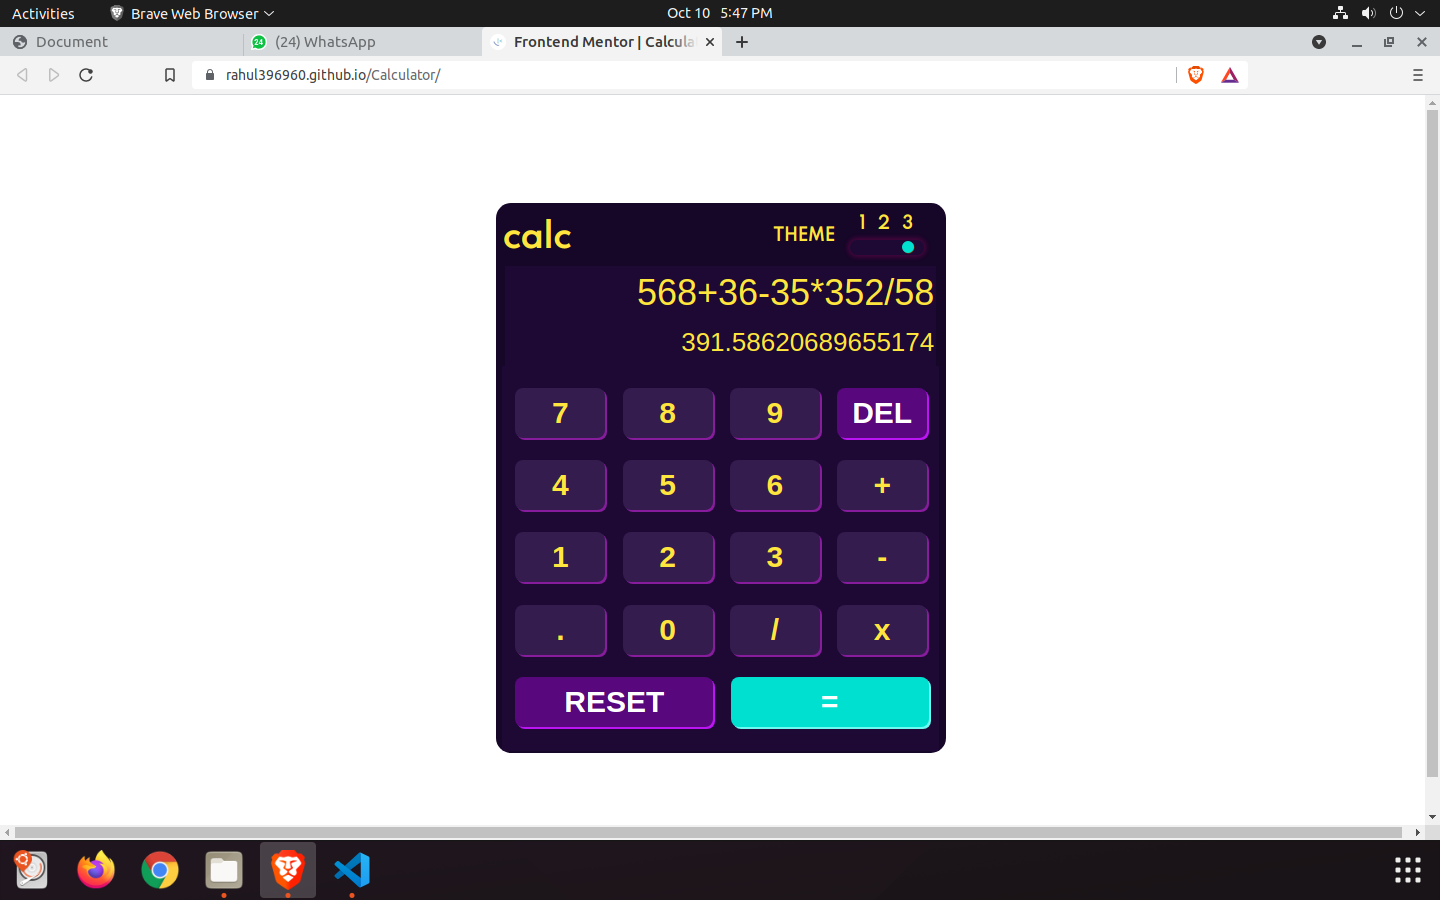 Activities
Brave Web Browser
Oct 10 5:47 PM
Document
24
(24) WhatsApp
Frontend Mentor | Calcula
rahul396960.github.io/Calculator/
calc
THEME
1 2 3
568+36-35*352/58
391.58620689655174
7 8 9 DEL
4 5 6 +
1 2 3 -
. 0 / x
RESET =